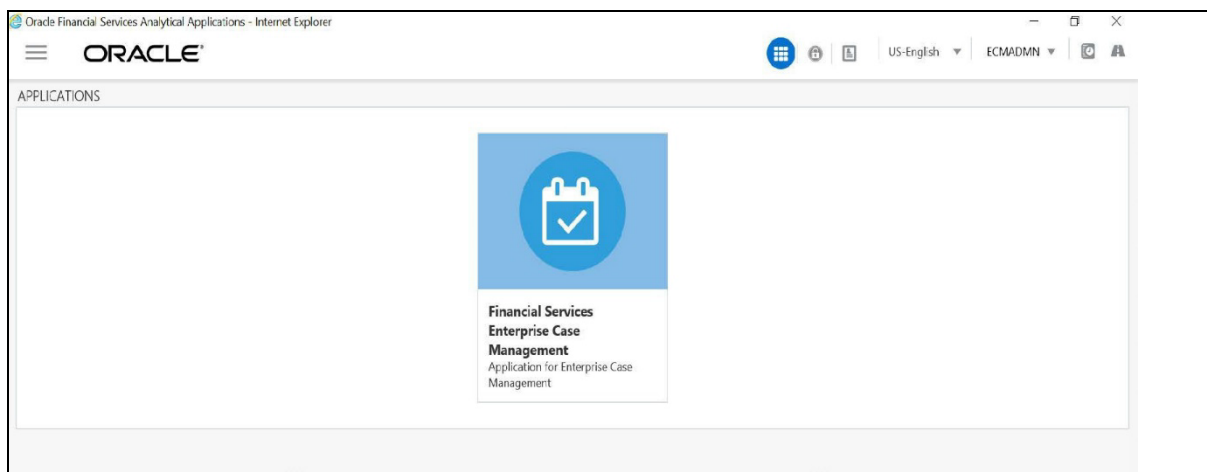 Oracle Financial Services Analytical Applications - Internet Explorer
ORACLE®
US-English
ECMADMN
APPLICATIONS
Financial Services
Enterprise Case
Management
Application for Enterprise Case
Management